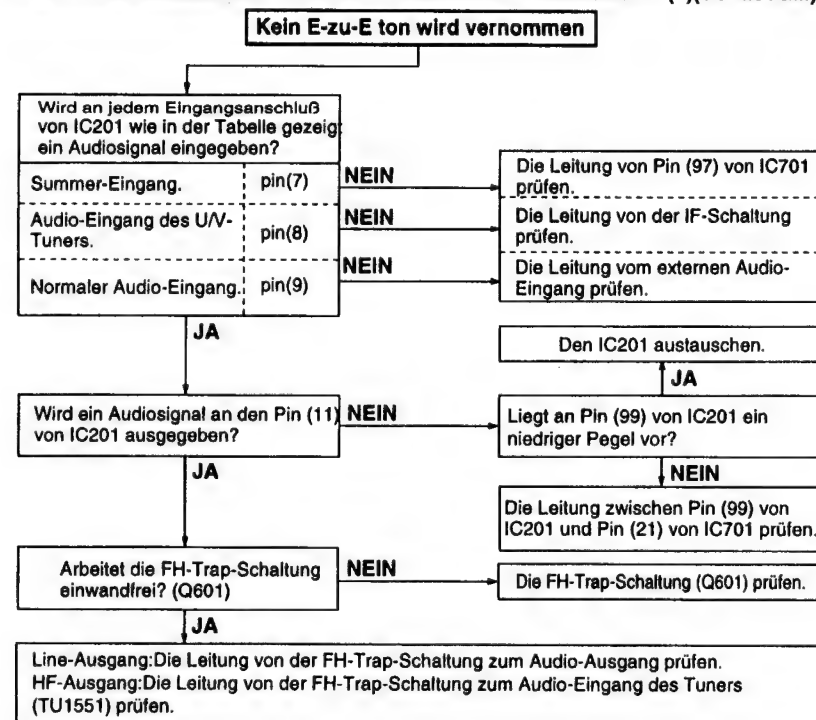 Kein E-zu-E ton wird vernommen
Wird an jedem Eingangsanschluß
von IC201 wie in der Tabelle gezeigt
ein Audiosignal eingegeben?
Summer-Eingang. pin(7) NEIN
Die Leitung von Pin (97) von IC701
prüfen.
Audio-Eingang des U/V-
Tuners. pin(8) NEIN
Die Leitung von der IF-Schaltung
prüfen.
Normaler Audio-Eingang. pin(9) NEIN
Die Leitung vom externen Audio-
Eingang prüfen.
JA
Den IC201 austauschen.
JA
Wird ein Audiosignal an den Pin (11)
von IC201 ausgegeben?
NEIN
Liegt an Pin (99) von IC201 ein
niedriger Pegel vor?
JA
NEIN
Die Leitung zwischen Pin (99) von
IC201 und Pin (21) von IC701 prüfen.
Arbeitet die FH-Trap-Schaltung
einwandfrei? (Q601)
NEIN
Die FH-Trap-Schaltung (Q601) prüfen.
JA
Line-Ausgang:Die Leitung von der FH-Trap-Schaltung zum Audio-Ausgang prüfen.
HF-Ausgang:Die Leitung von der FH-Trap-Schaltung zum Audio-Eingang des Tuners
(TU1551) prüfen.